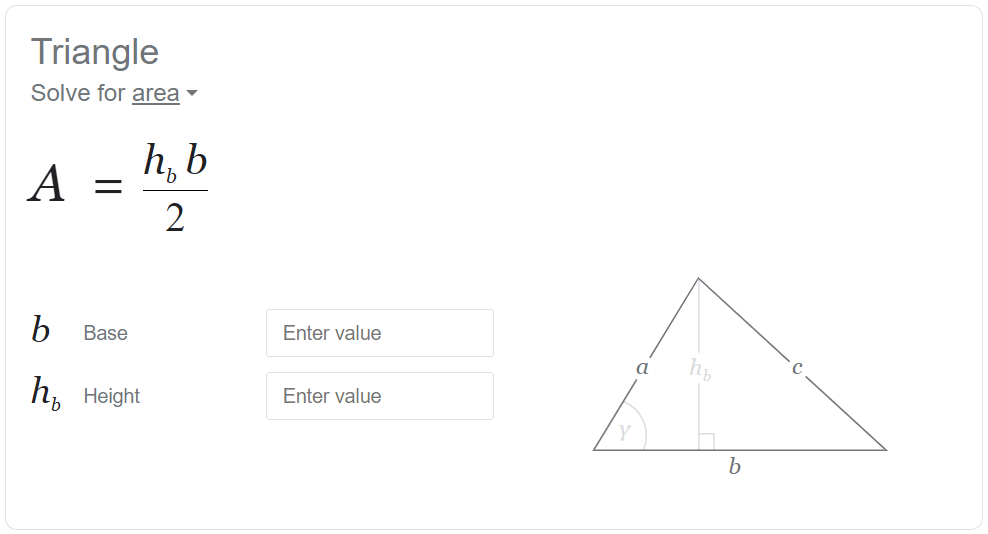 Triangle
Solve for area
A = h_b b / 2
b Base Enter value
h_b Height Enter value
a h_b c
γ
b